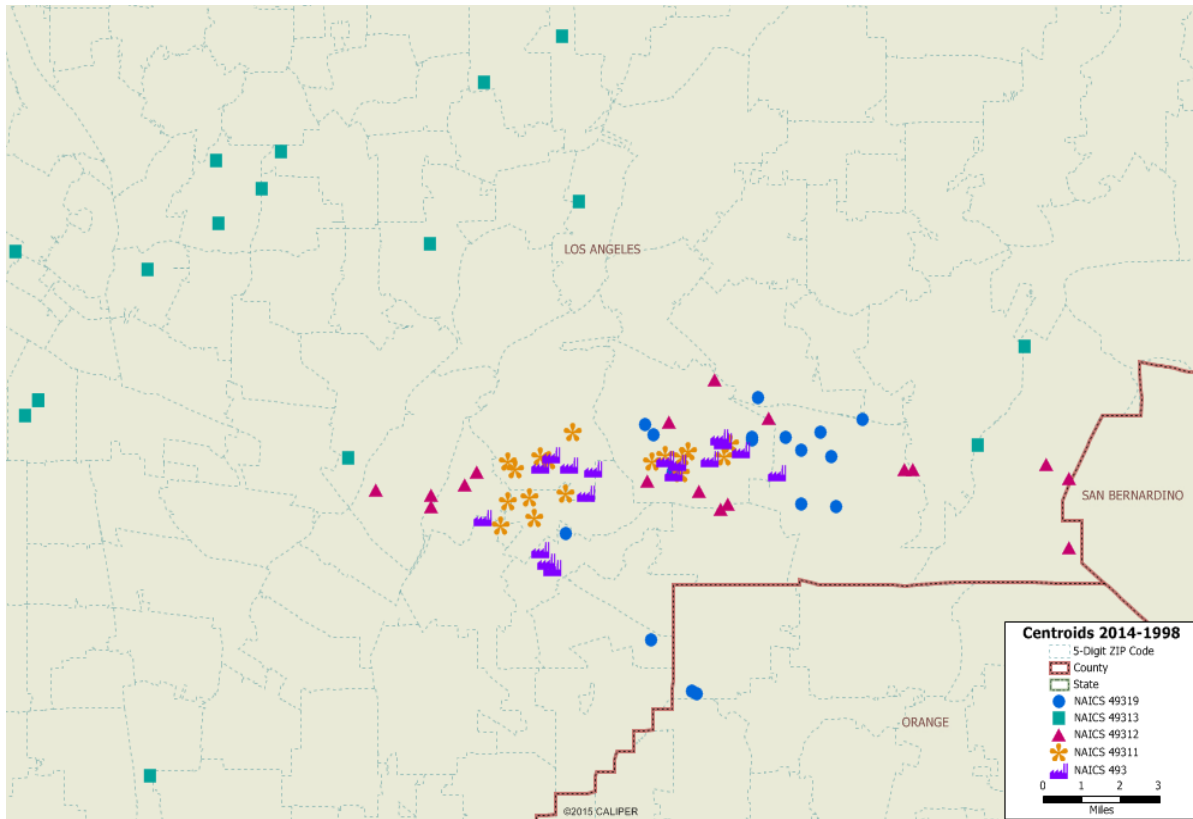 LOS ANGELES
SAN BERNARDINO
ORANGE
Centroids 2014-1998
5-Digit ZIP Code
County
State
NAICS 49319
NAICS 49313
NAICS 49312
NAICS 49311
NAICS 493
0 1 2 3
Miles
©2015 CALIPER